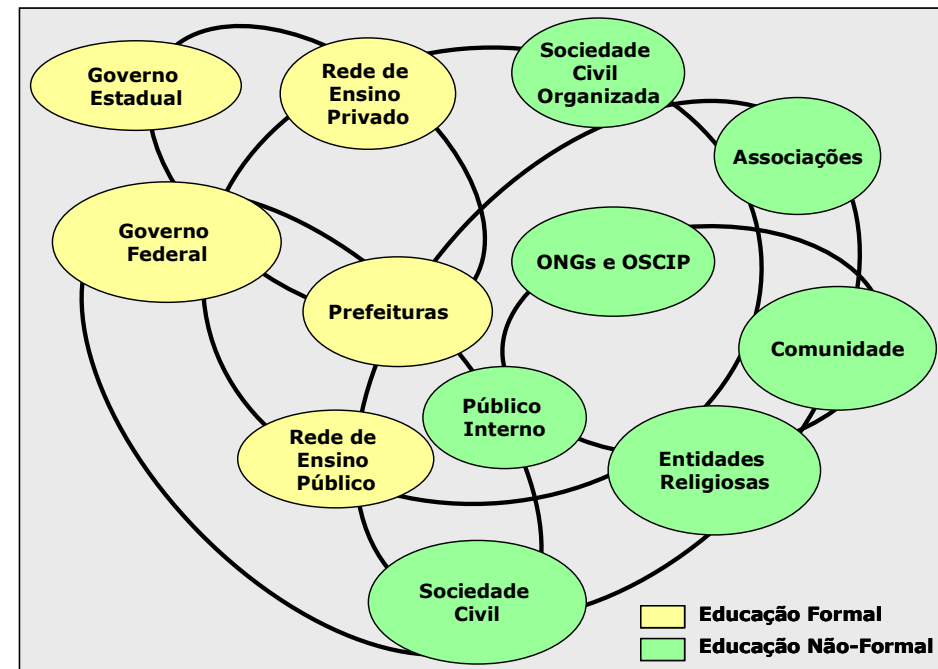 Governo
Estadual
Rede de
Ensino
Privado
Sociedade
Civil
Organizada
Associações
Governo
Federal
ONGs e OSCIP
Prefeituras
Comunidade
Público
Interno
Rede de
Ensino
Público
Entidades
Religiosas
Sociedade
Civil
Educação Formal
Educação Não-Formal